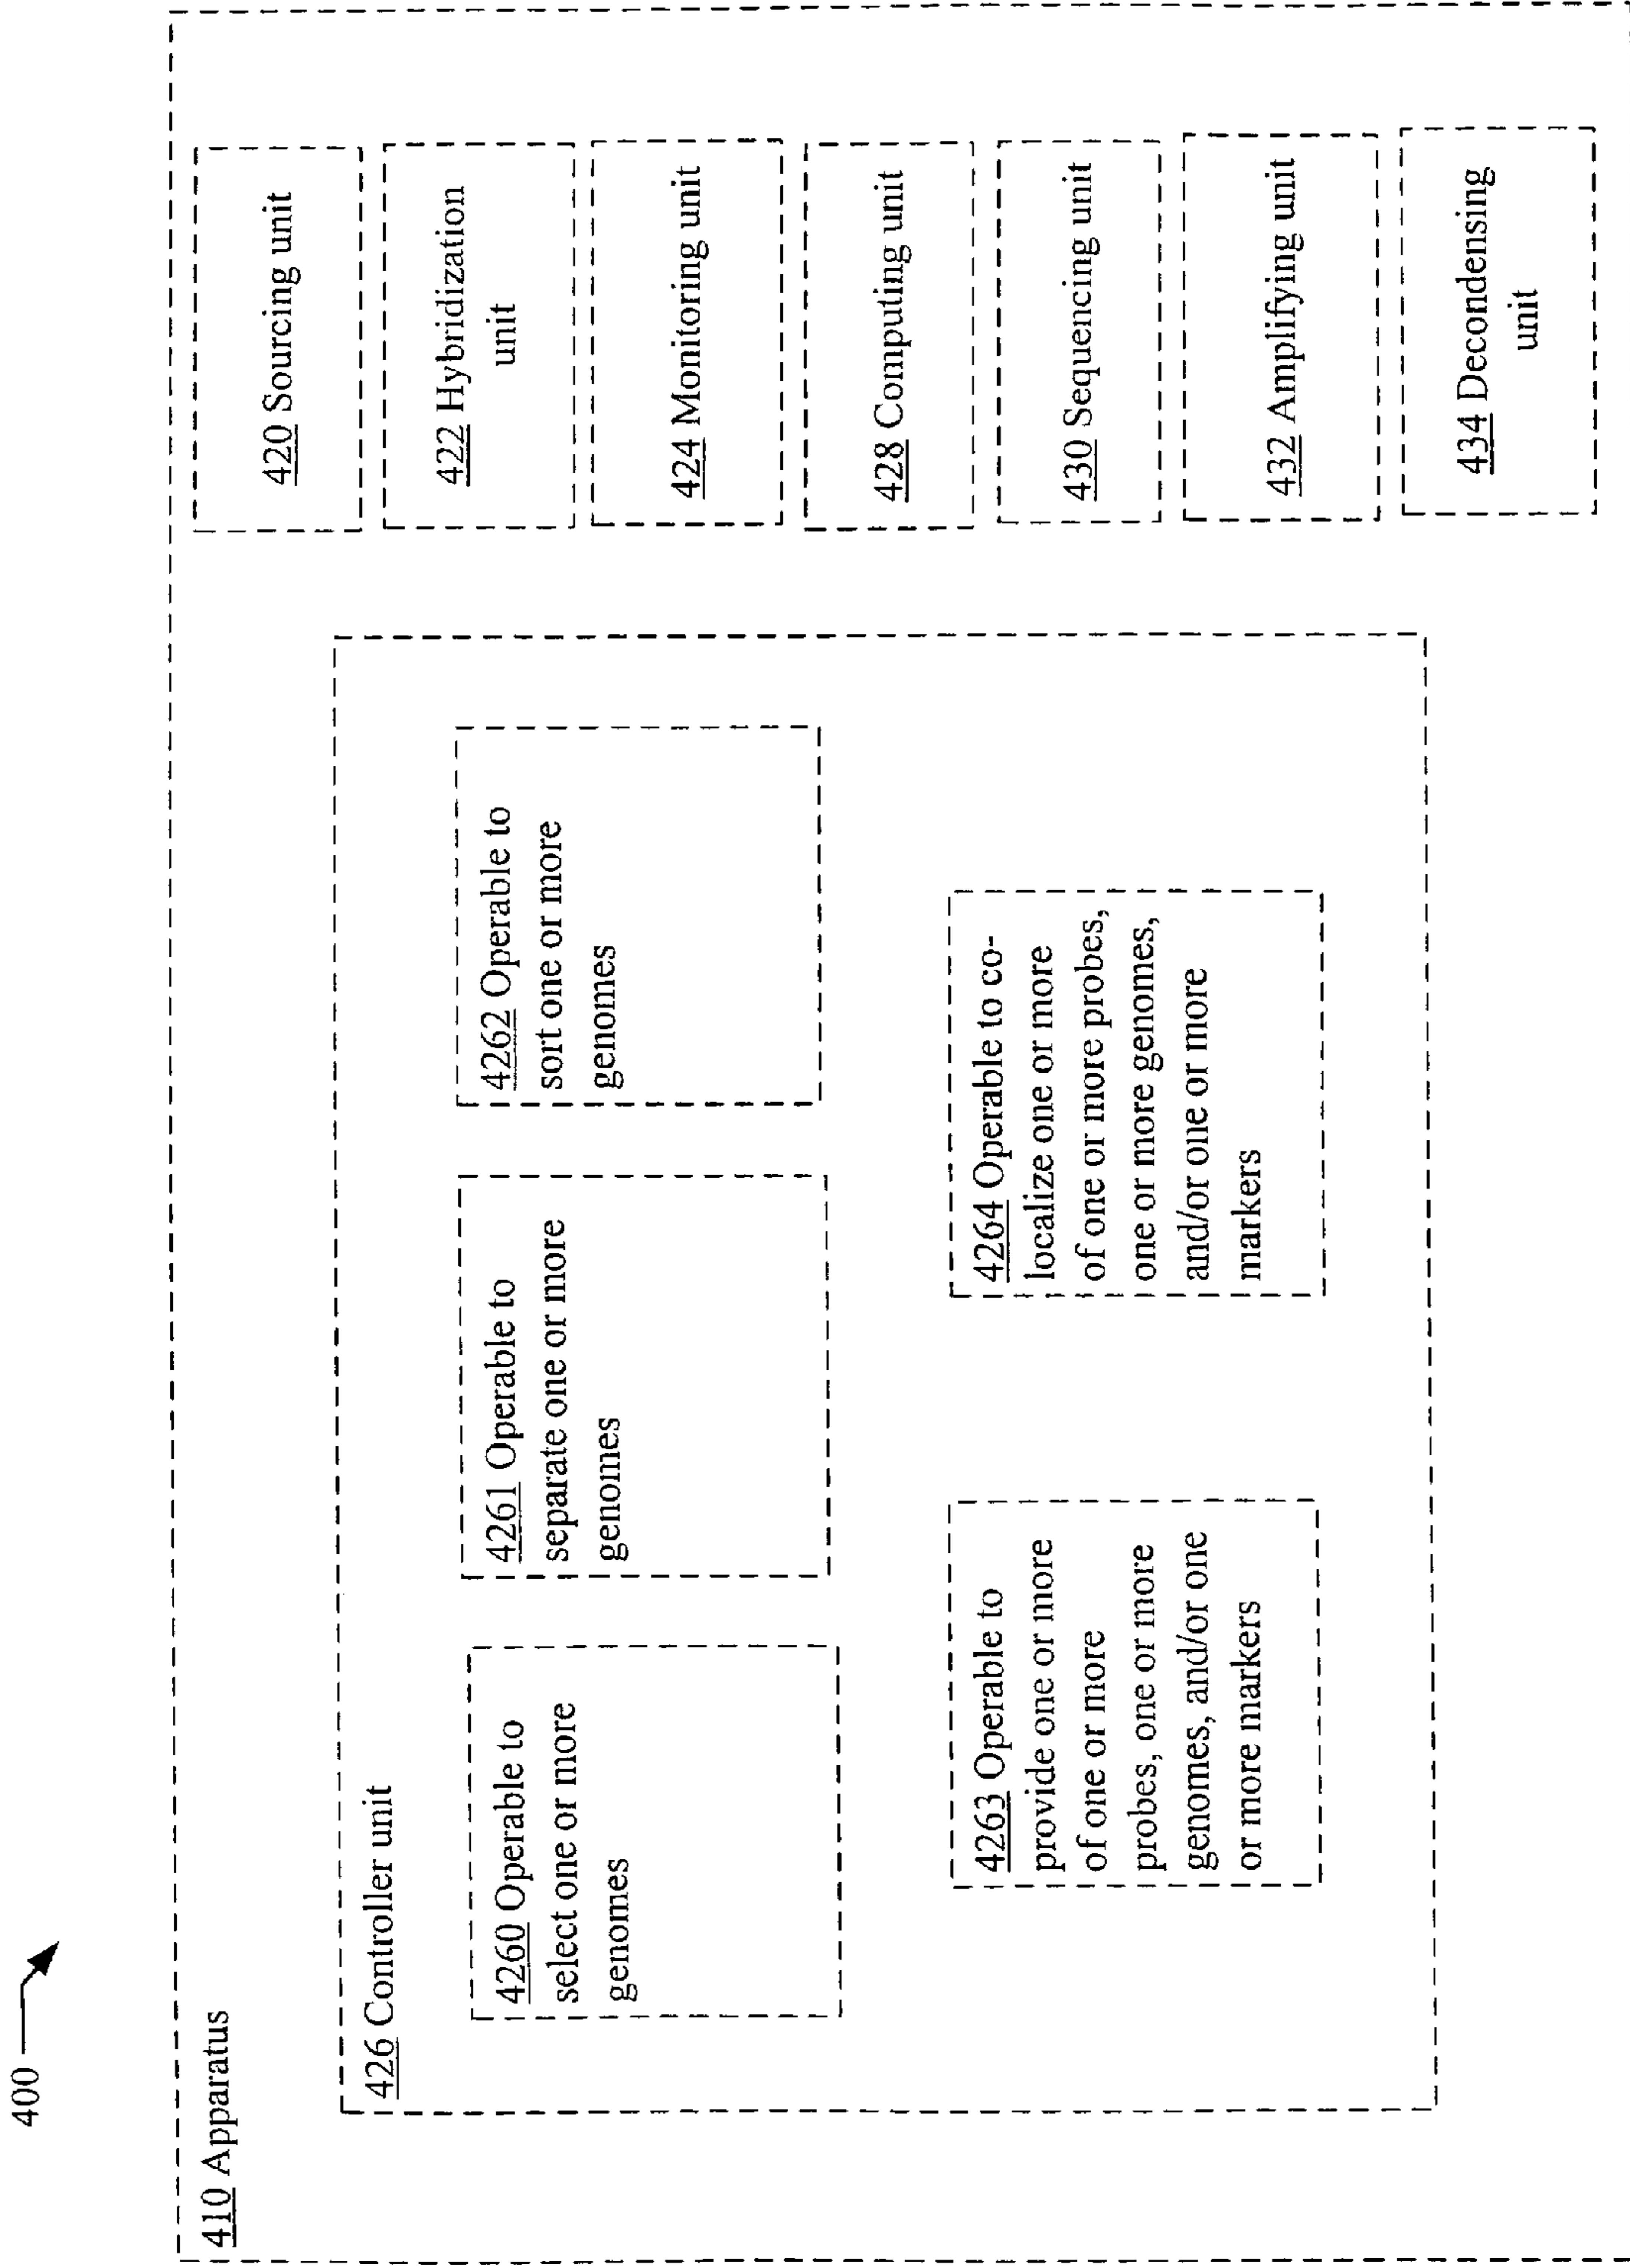 400
410 Apparatus
426 Controller unit
4260 Operable to
select one or more
genomes
4261 Operable to
separate one or more
genomes
4262 Operable to
sort one or more
genomes
4263 Operable to
provide one or more
of one or more
probes, one or more
genomes, and/or one
or more markers
4264 Operable to co-
localize one or more
of one or more probes,
one or more genomes,
and/or one or more
markers
420 Sourcing unit
422 Hybridization
unit
424 Monitoring unit
428 Computing unit
430 Sequencing unit
432 Amplifying unit
434 Decondensing
unit